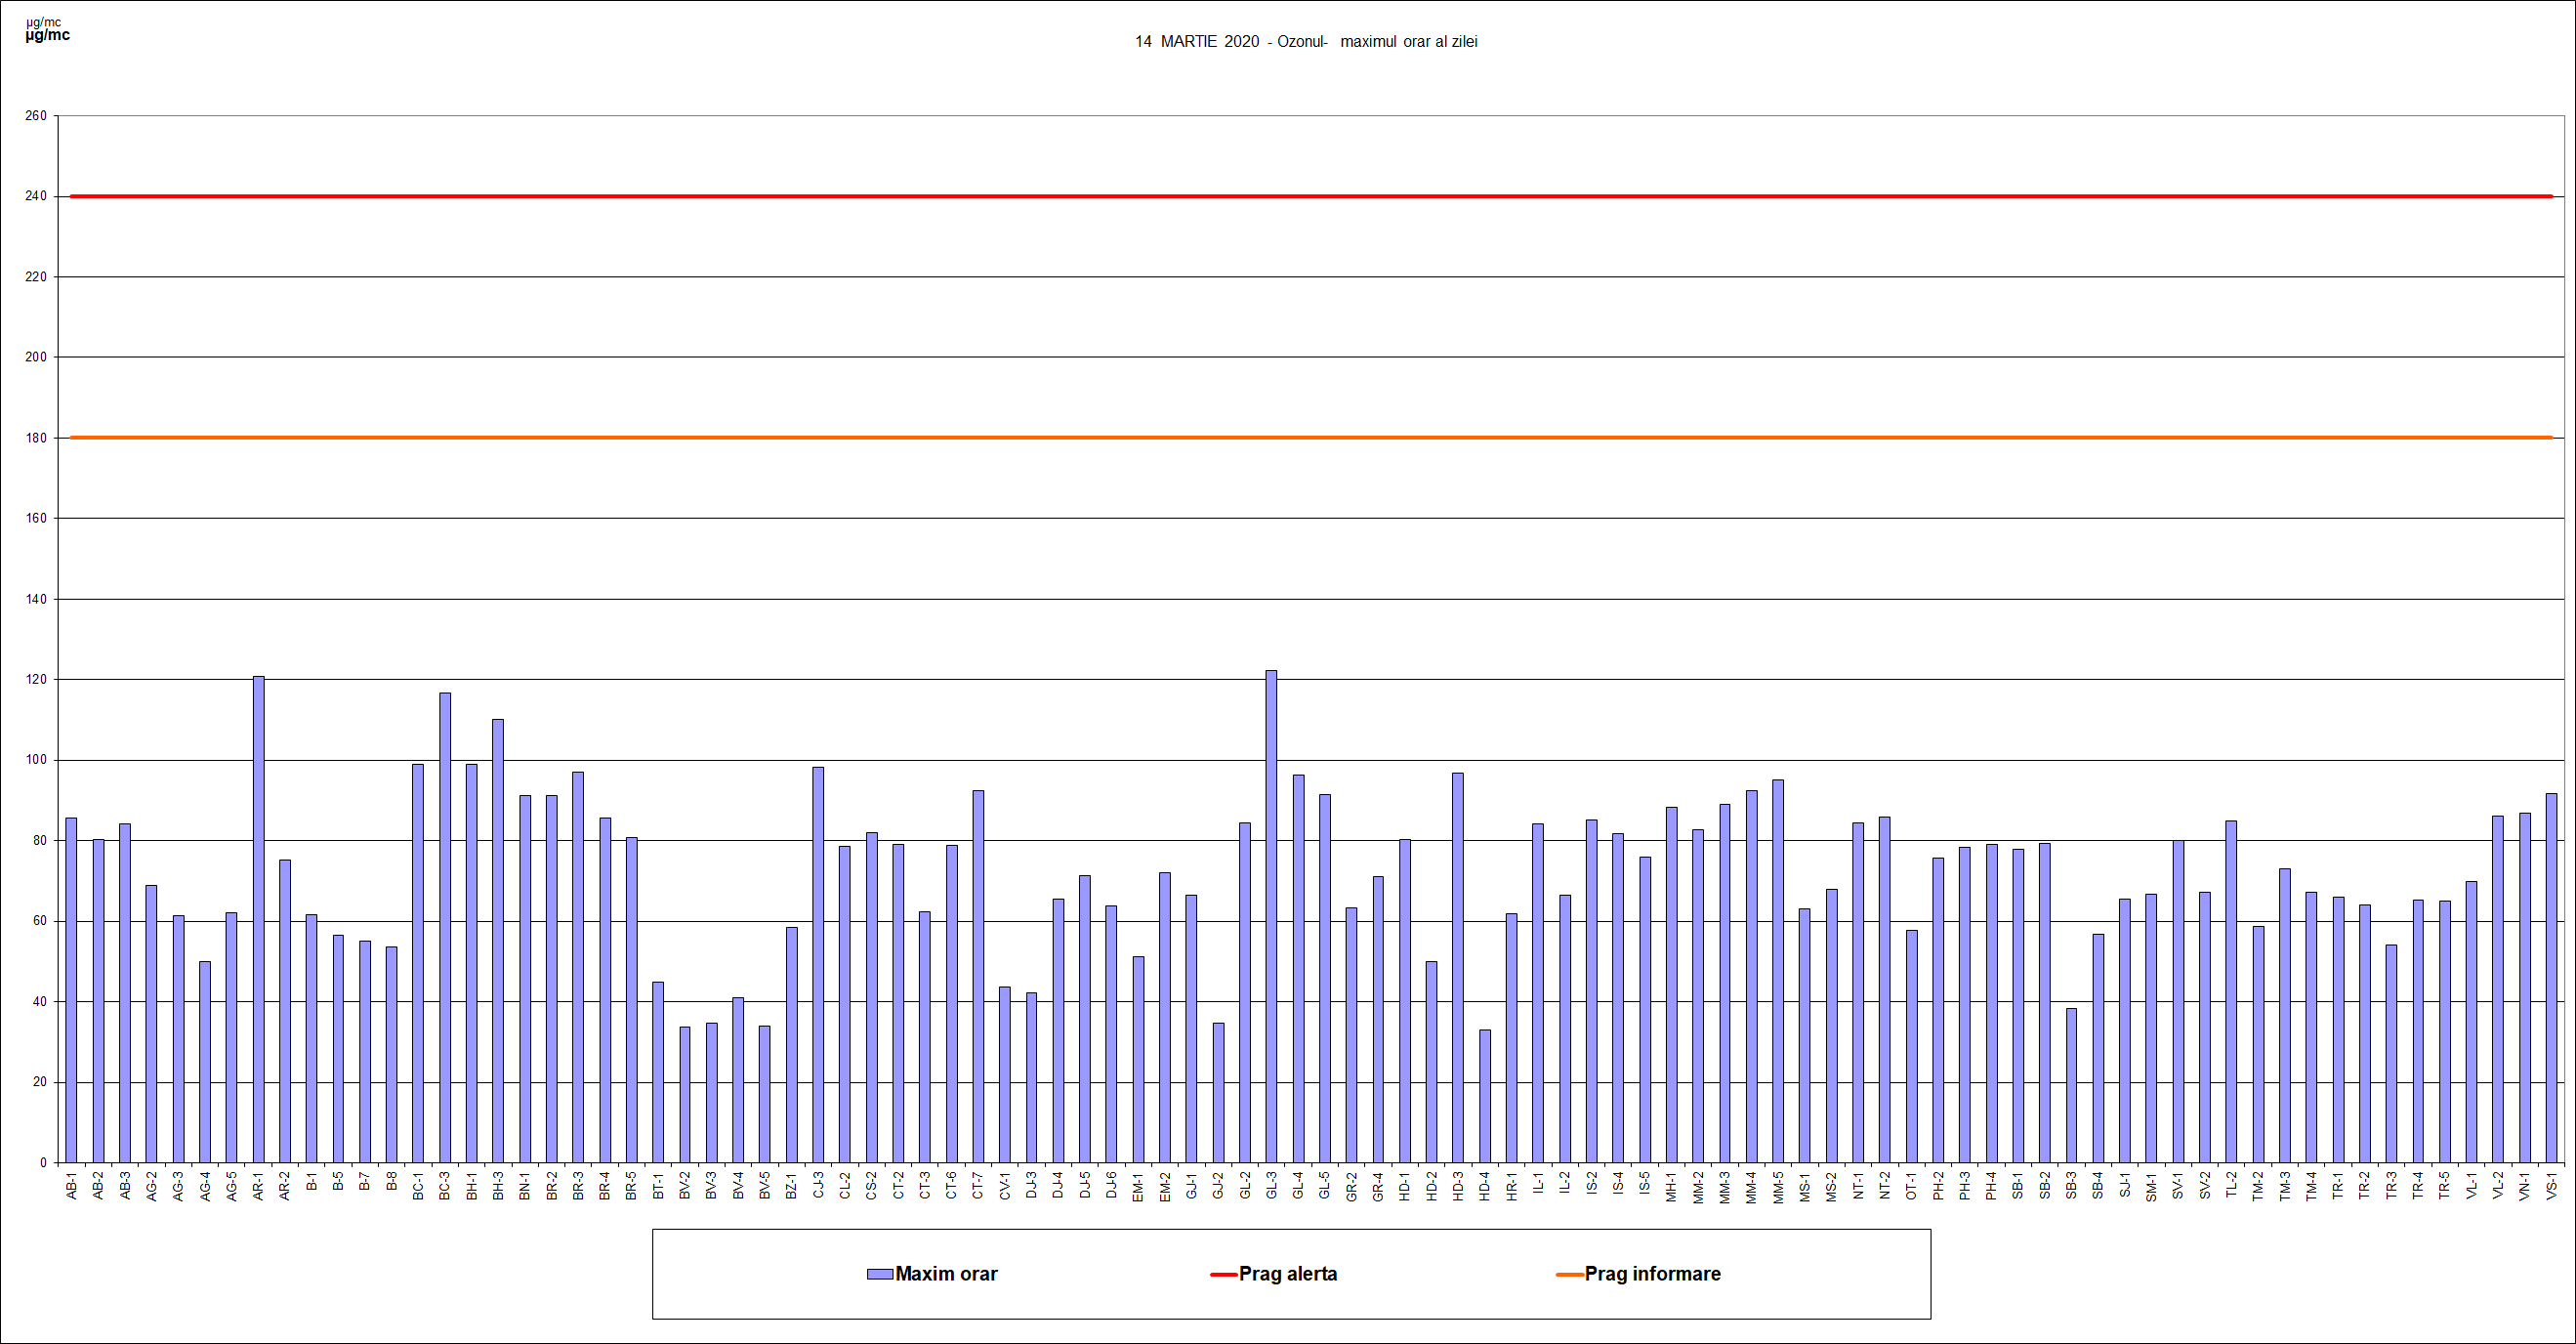 µg/mc
µg/mc
14 MARTIE 2020 - Ozonul- maximul orar al zilei
260
240
220
200
180
160
140
120
100
80
60
40
20
0
AB-1 AB-2 AB-3 AG-2 AG-3 AG-4 AG-5 AR-1 AR-2 B-1 B-5 B-7 B-8 BC-1 BC-3 BH-1 BH-3 BN-1 BR-2 BR-3 BR-4 BR-5 BT-1 BV-2 BV-3 BV-4 BV-5 BZ-1 CJ-3 CL-2 CS-2 CT-2 CT-3 CT-6 CT-7 CV-1 DJ-3 DJ-4 DJ-5 DJ-6 EM-1 EM-2 GJ-1 GJ-2 GL-2 GL-3 GL-4 GL-5 GR-2 GR-4 HD-1 HD-2 HD-3 HD-4 HR-1 IL-1 IL-2 IS-2 IS-4 IS-5 MH-1 MM-2 MM-3 MM-4 MM-5 MS-1 MS-2 NT-1 NT-2 OT-1 PH-2 PH-3 PH-4 SB-1 SB-2 SB-3 SB-4 SJ-1 SM-1 SV-1 SV-2 TL-2 TM-2 TM-3 TM-4 TR-1 TR-2 TR-3 TR-4 TR-5 VL-1 VL-2 VN-1 VS-1
Maxim orar Prag alerta Prag informare